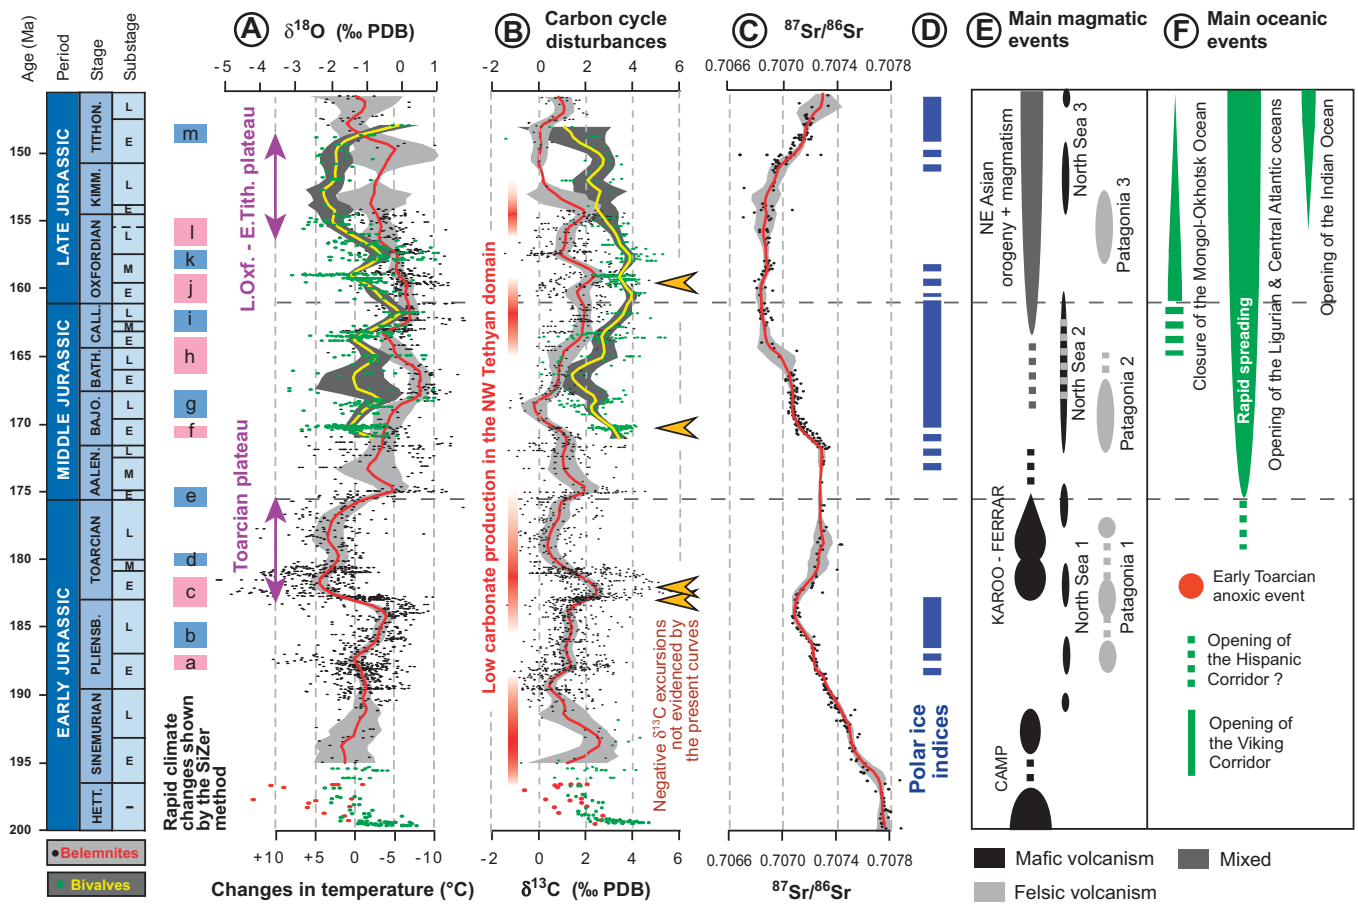 A δ18O (‰ PDB)
B Carbon cycle
disturbances
C 87Sr/86Sr
D
E Main magmatic
events
F Main oceanic
events
Age (Ma)
Period
Stage
Substage
-5 -4 -3 -2 -1 0 1
-2 0 2 4 6
0.7066 0.7070 0.7074 0.7078
150
155
160
165
170
175
180
185
190
195
200
LATE JURASSIC
MIDDLE JURASSIC
EARLY JURASSIC
TITHON.
KIMM.
OXFORDIAN
CALL.
BATH.
BAJO.
AALEN.
TOARCIAN
PLIENSB.
SINEMURIAN
HETT.
L
E
L
E
L
M
E
L
M
E
L
E
L
E
L
M
E
L
M
E
L
E
L
E
m
l
k
j
i
h
g
f
e
d
c
b
a
Rapid climate
changes shown
by the SiZer
method
L.Oxf. - E.Tith. plateau
Toarcian plateau
Low carbonate production in the NW Tethyan domain
Negative δ13C excursions
not evidenced by
the present curves
Polar ice
indices
NE Asian
orogeny + magmatism
North Sea 3
Patagonia 3
North Sea 2
Patagonia 2
KAROO - FERRAR
North Sea 1
Patagonia 1
CAMP
Closure of the Mongol-Okhotsk Ocean
Rapid spreading
Opening of the Ligurian & Central Atlantic oceans
Opening of the Indian Ocean
Early Toarcian
anoxic event
Opening of
the Hispanic
Corridor ?
Opening of
the Viking
Corridor
+10 +5 0 -5 -10
-2 0 2 4 6
0.7066 0.7070 0.7074 0.7078
Belemnites
Bivalves
Changes in temperature (°C)
δ13C (‰ PDB)
87Sr/86Sr
Mafic volcanism
Mixed
Felsic volcanism